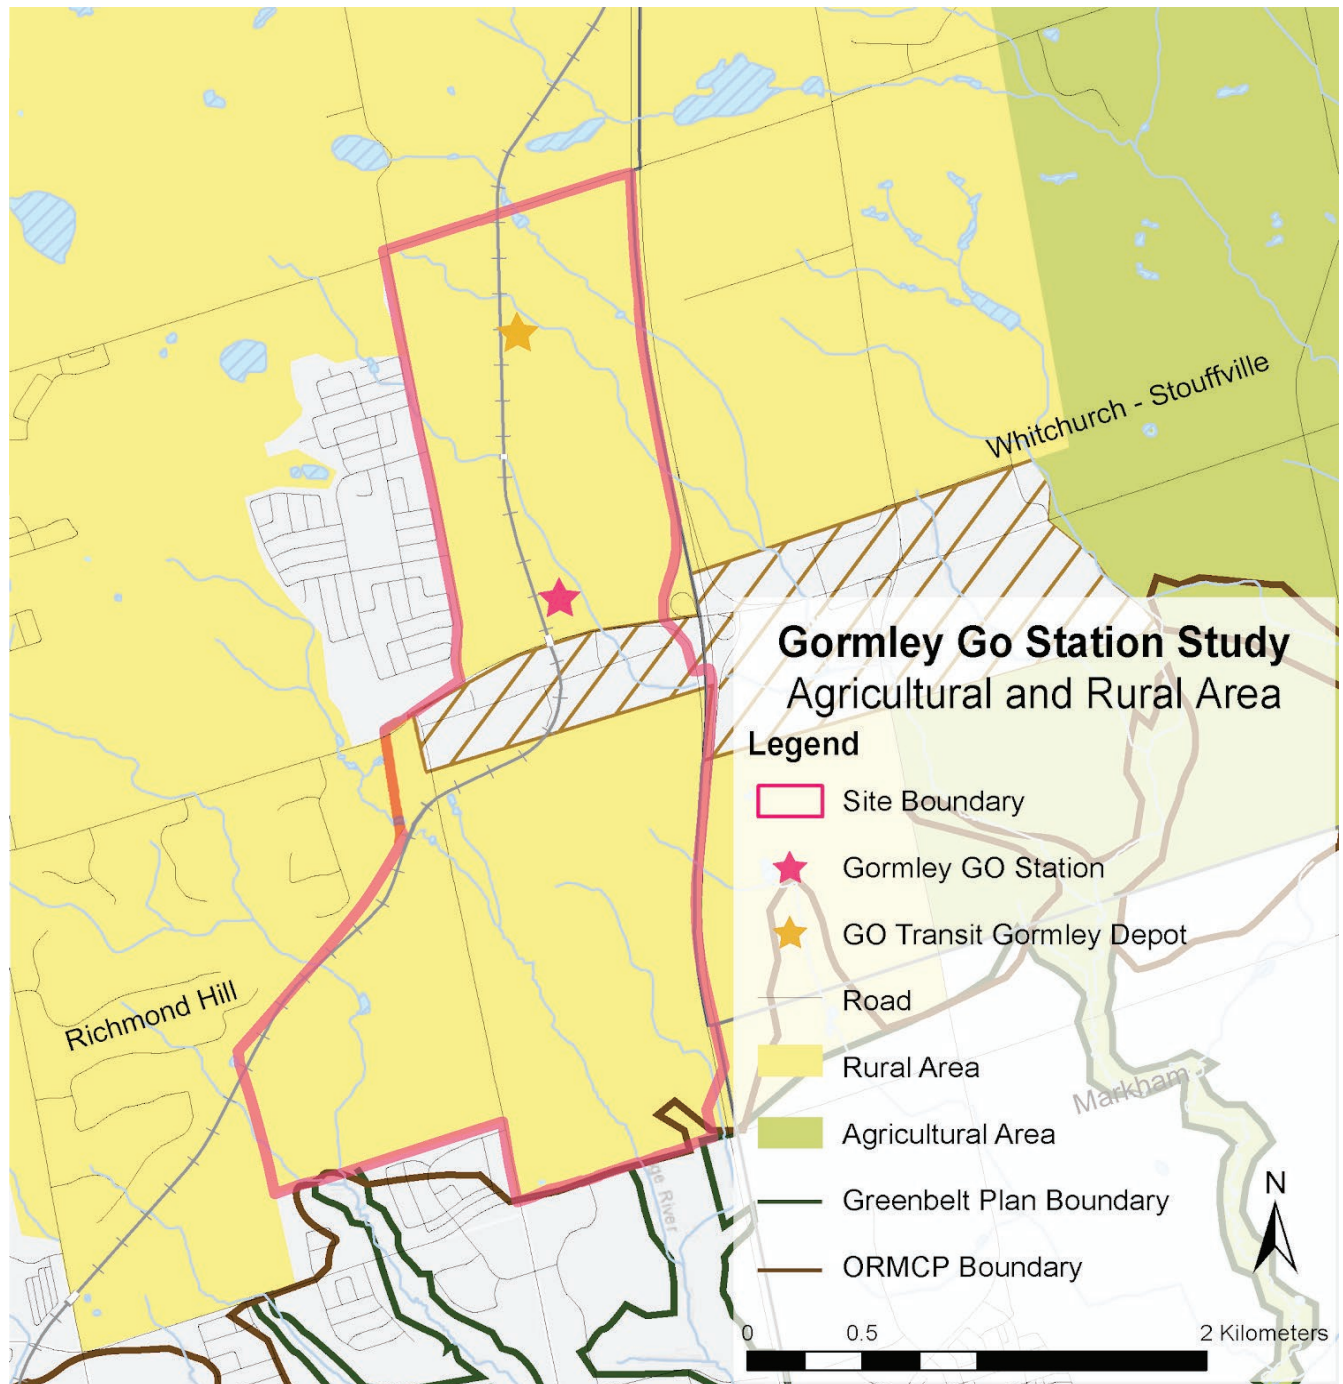 Whitchurch - Stouffville
Gormley Go Station Study
Agricultural and Rural Area
Legend
Site Boundary
Gormley GO Station
GO Transit Gormley Depot
Road
Rural Area
Agricultural Area
Greenbelt Plan Boundary
ORMCP Boundary
Richmond Hill
Markham
ge River
N
0 0.5 2 Kilometers